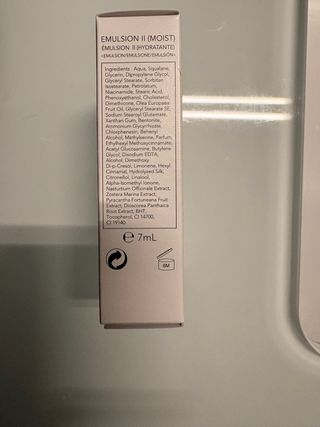 EMULSION II (MOIST)
ÉMULSION II (HYDRATANTE)
<EMULSION/EMULSIONE/EMULSIÓN>
Ingredients : Aqua, Squalane,
Glycerin, Dipropylene Glycol,
Glyceryl Stearate, Sorbitan
Isostearate, Petrolatum,
Niacinamide, Stearic Acid,
Phenoxyethanol, Cholesterol,
Dimethicone, Olea Europaea
Fruit Oil, Glyceryl Stearate SE,
Sodium Stearoyl Glutamate,
Xanthan Gum, Bentonite,
Ammonium Glycyrrhizate,
Chlorphenesin, Behenyl
Alcohol, Methylserine, Parfum,
Ethylhexyl Methoxycinnamate,
Acetyl Glucosamine, Butylene
Glycol, Disodium EDTA,
Alcohol, Dimethoxy
Di-p-Cresol, Limonene, Hexyl
Cinnamal, Hydrolyzed Silk,
Citronellol, Linalool,
Alpha-Isomethyl Ionone,
Nasturtium Officinale Extract,
Zostera Marina Extract,
Pyracantha Fortuneana Fruit
Extract, Dioscorea Panthaica
Root Extract, BHT,
Tocopherol, CI 14700,
CI 19140
℮ 7mL
6M